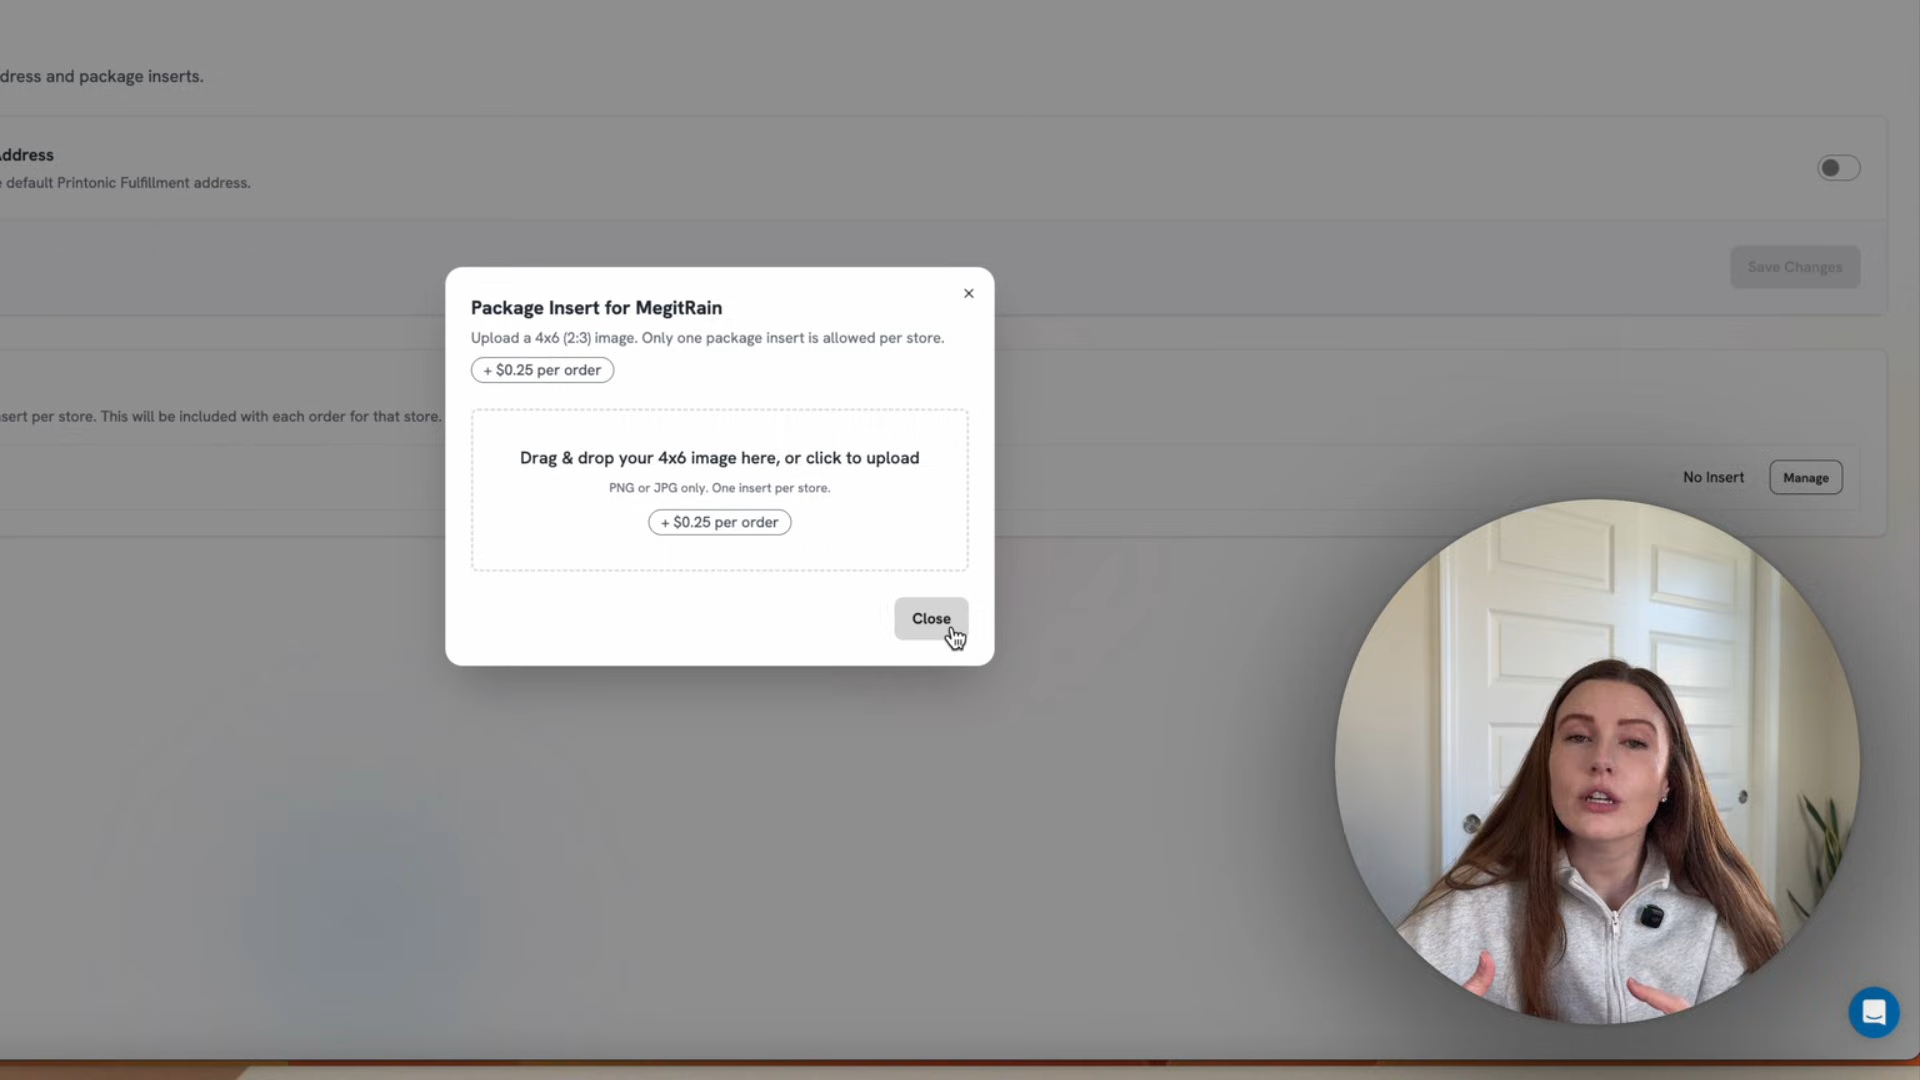 dress and package inserts.
Address
default Printonic Fulfillment address.
Save Changes
Package Insert for MegitRain
Upload a 4x6 (2:3) image. Only one package insert is allowed per store.
+ $0.25 per order
sert per store. This will be included with each order for that store.
Drag & drop your 4x6 image here, or click to upload
PNG or JPG only. One insert per store.
+ $0.25 per order
No Insert
Manage
Close